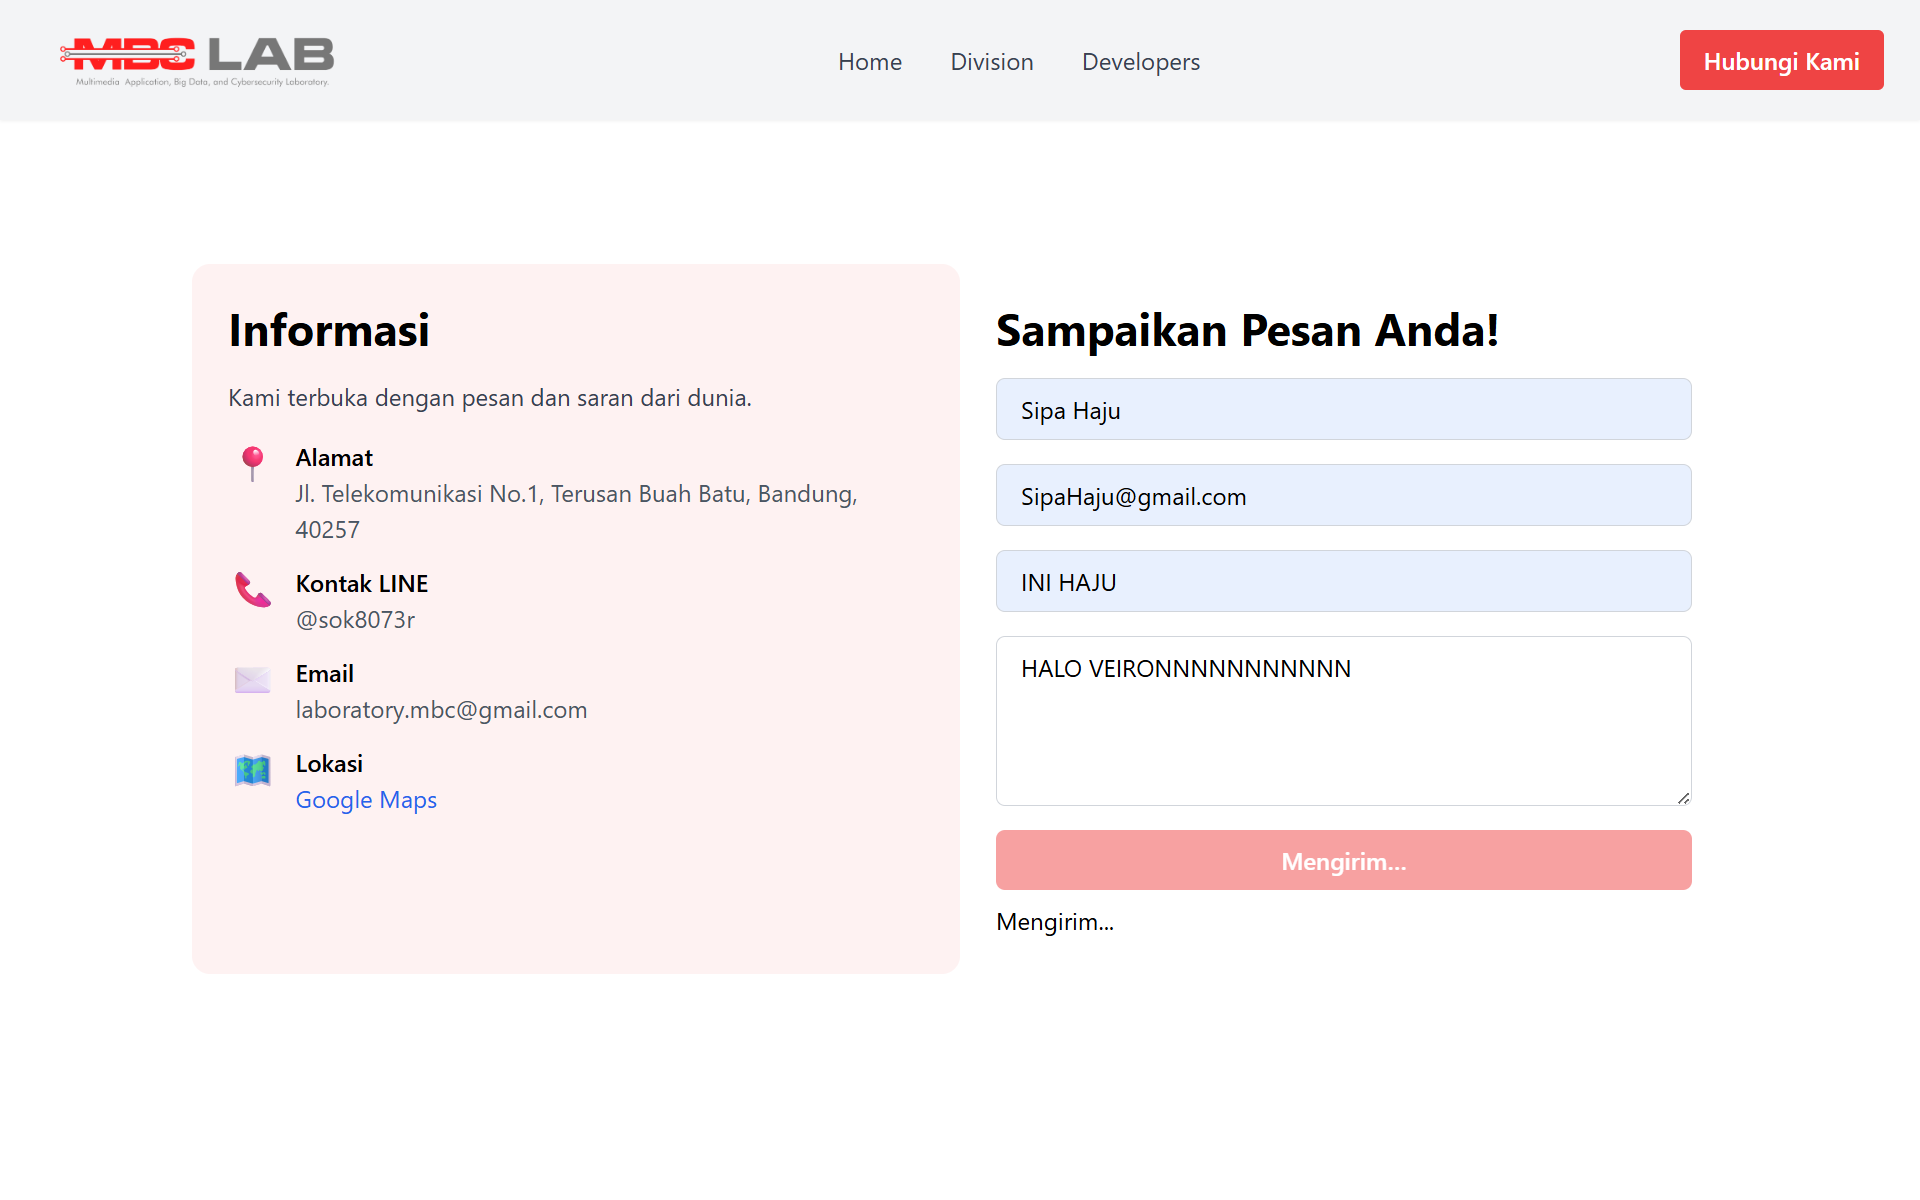 MBC LAB
Multimedia Application, Big Data, and Cybersecurity Laboratory.
Home
Division
Developers
Hubungi Kami
Informasi
Kami terbuka dengan pesan dan saran dari dunia.
Alamat
Jl. Telekomunikasi No.1, Terusan Buah Batu, Bandung,
40257
Kontak LINE
@sok8073r
Email
laboratory.mbc@gmail.com
Lokasi
Google Maps
Sampaikan Pesan Anda!
Sipa Haju
SipaHaju@gmail.com
INI HAJU
HALO VEIRONNNNNNNNNNN
Mengirim...
Mengirim...